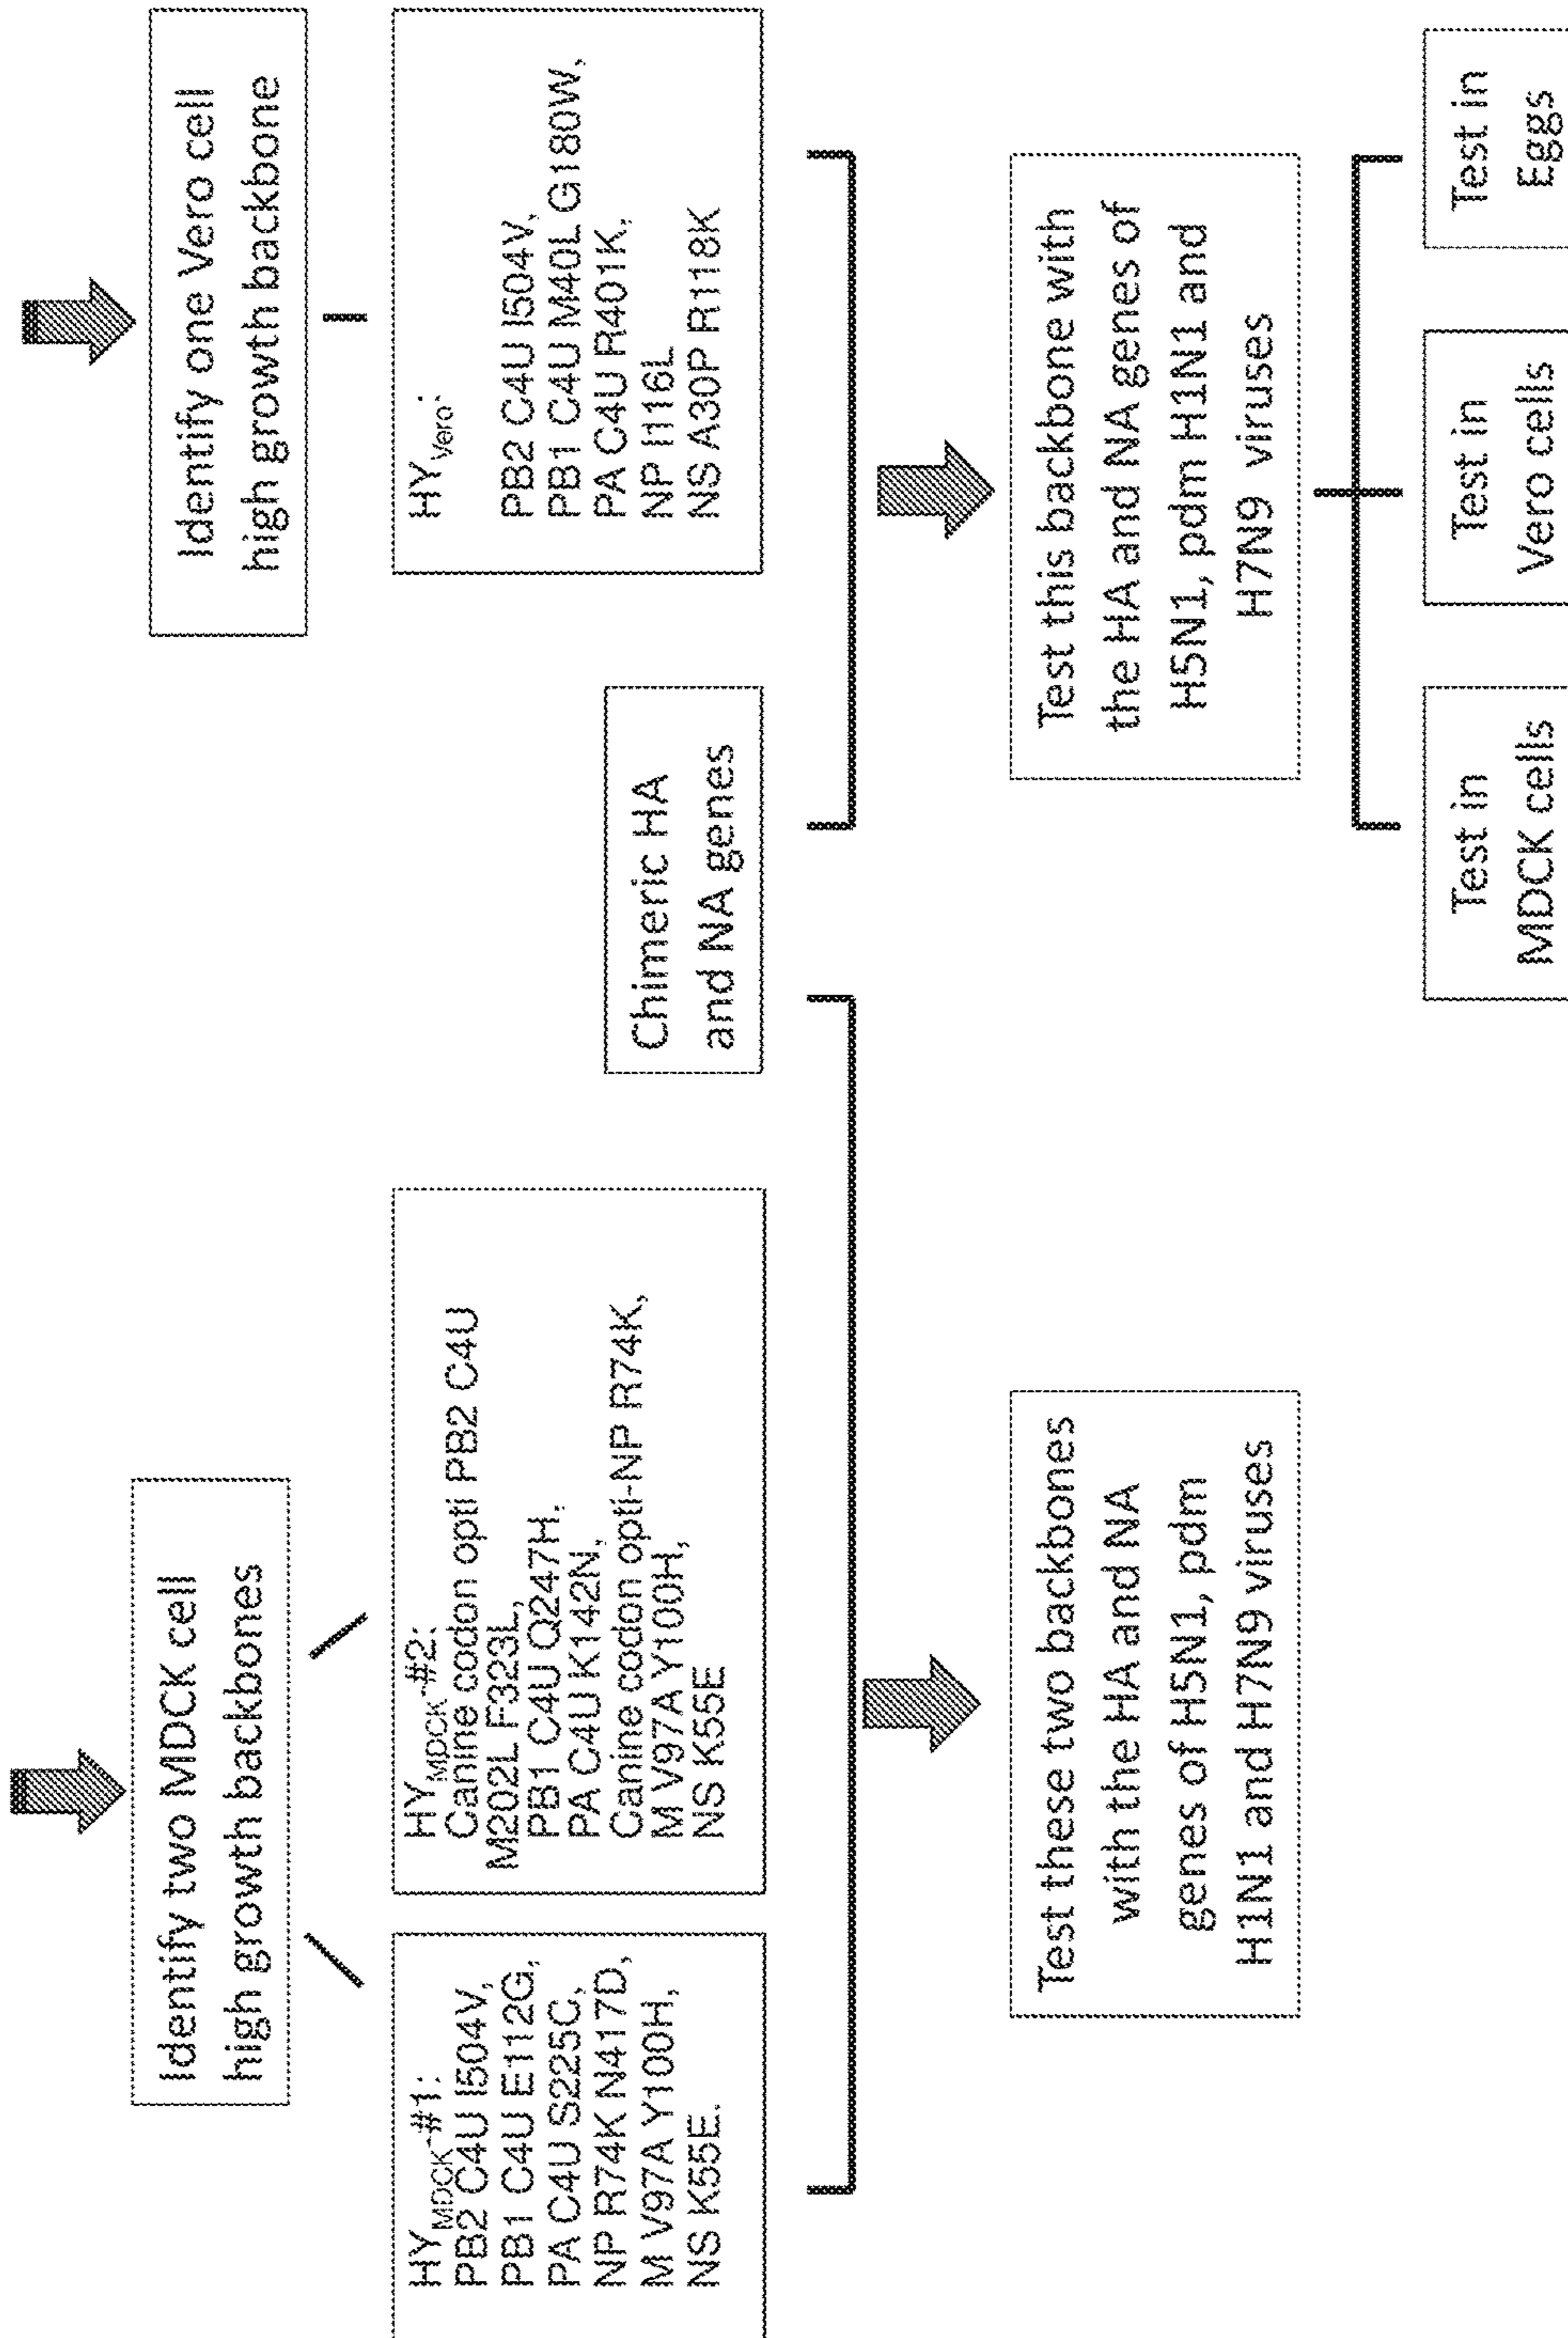 Identify two MDCK cell
high growth backbones
HY MDCK-#1:
PB2 C4U I504V,
PB1 C4U E112G,
PA C4U S225C,
NP R74K N417D,
M V97A Y100H,
NS K55E.
HY MDCK-#2:
Canine codon opti PB2 C4U
M202L F323L,
PB1 C4U Q247H,
PA C4U K142N,
Canine codon opti-NP R74K,
M V97A Y100H,
NS K55E
Chimeric HA
and NA genes
Test these two backbones
with the HA and NA
genes of H5N1, pdm
H1N1 and H7N9 viruses
Identify one Vero cell
high growth backbone
HY Vero:
PB2 C4U I504V,
PB1 C4U M40L G180W,
PA C4U R401K,
NP I116L
NS A30P R118K
Test this backbone with
the HA and NA genes of
H5N1, pdm H1N1 and
H7N9 viruses
Test in
MDCK cells
Test in
Vero cells
Test in
Eggs